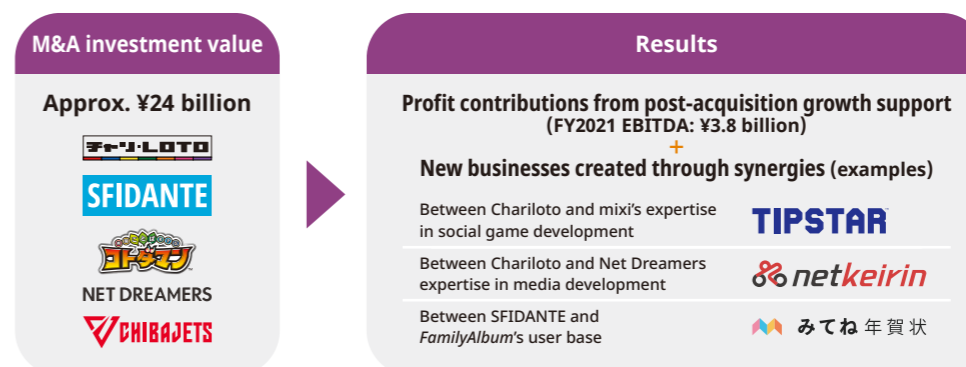 M&A investment value
Approx. ¥24 billion
チャリ・LOTO
SFIDANTE
コトダマン
NET DREAMERS
CHIBAJETS
Results
Profit contributions from post-acquisition growth support
(FY2021 EBITDA: ¥3.8 billion)
+
New businesses created through synergies (examples)
Between Chariloto and mixi's expertise
in social game development
TIPSTAR
Between Chariloto and Net Dreamers
expertise in media development
netkeirin
Between SFIDANTE and
FamilyAlbum's user base
みてね年賀状